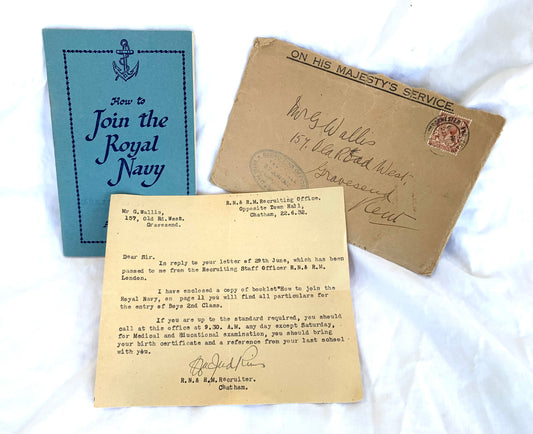 How to
Join the
Royal
Navy
ON HIS MAJESTY'S SERVICE.
Mr G Wallis
157, Old Road West.
Gravesend
Kent
R.N& R.M.Recruiting Office.
Opposite Town Hall,
Chatham, 22.6.32.
Mr G. Wallis,
157, Old Rd.West.
Gravesend.
Dear Sir.
In reply to your letter of 20th June, which has been
passed to me from the Recruiting Staff Officer R.N& R.M.
London.
I have enclosed a copy of booklet"How to join the
Royal Navy, on page 11 you will find all particulars for
the entry of Boys 2nd Class.
If you are up to the standard required, you should
call at this office at 9.30. A.M. any day except Saturday,
for Medical and Educational examination, you should bring
your birth certificate and a reference from your last school
with you.
R.N& R.M.Recruiter.
Chatham.